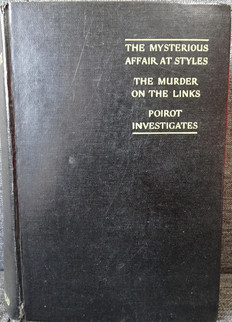 THE MYSTERIOUS
AFFAIR AT STYLES
THE MURDER
ON THE LINKS
POIROT
INVESTIGATES